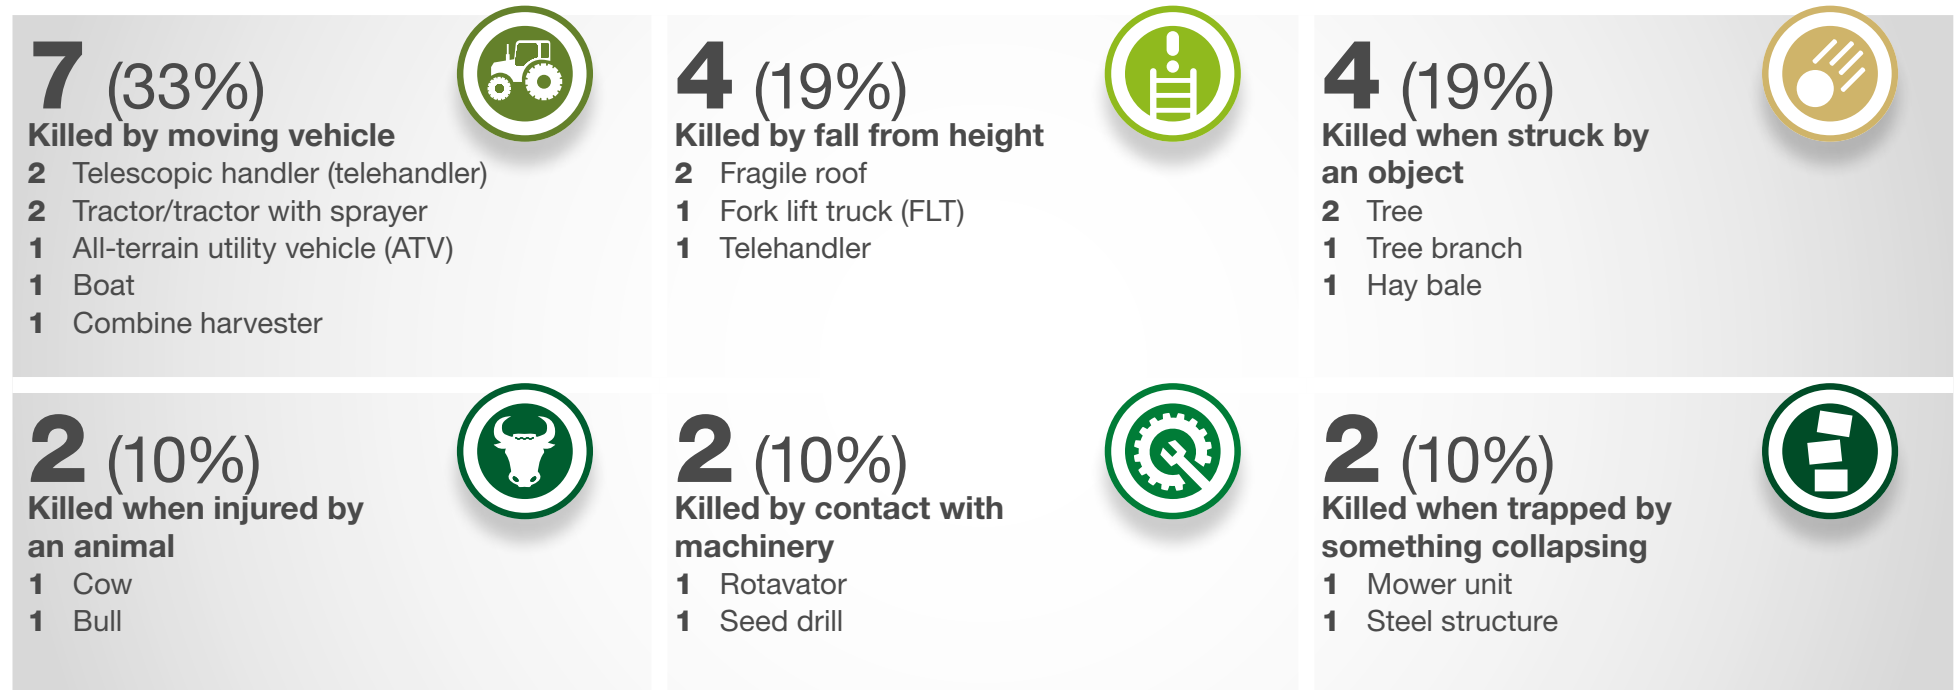 7 (33%)
Killed by moving vehicle
2 Telescopic handler (telehandler)
2 Tractor/tractor with sprayer
1 All-terrain utility vehicle (ATV)
1 Boat
1 Combine harvester
4 (19%)
Killed by fall from height
2 Fragile roof
1 Fork lift truck (FLT)
1 Telehandler
4 (19%)
Killed when struck by
an object
2 Tree
1 Tree branch
1 Hay bale
2 (10%)
Killed when injured by
an animal
1 Cow
1 Bull
2 (10%)
Killed by contact with
machinery
1 Rotavator
1 Seed drill
2 (10%)
Killed when trapped by
something collapsing
1 Mower unit
1 Steel structure